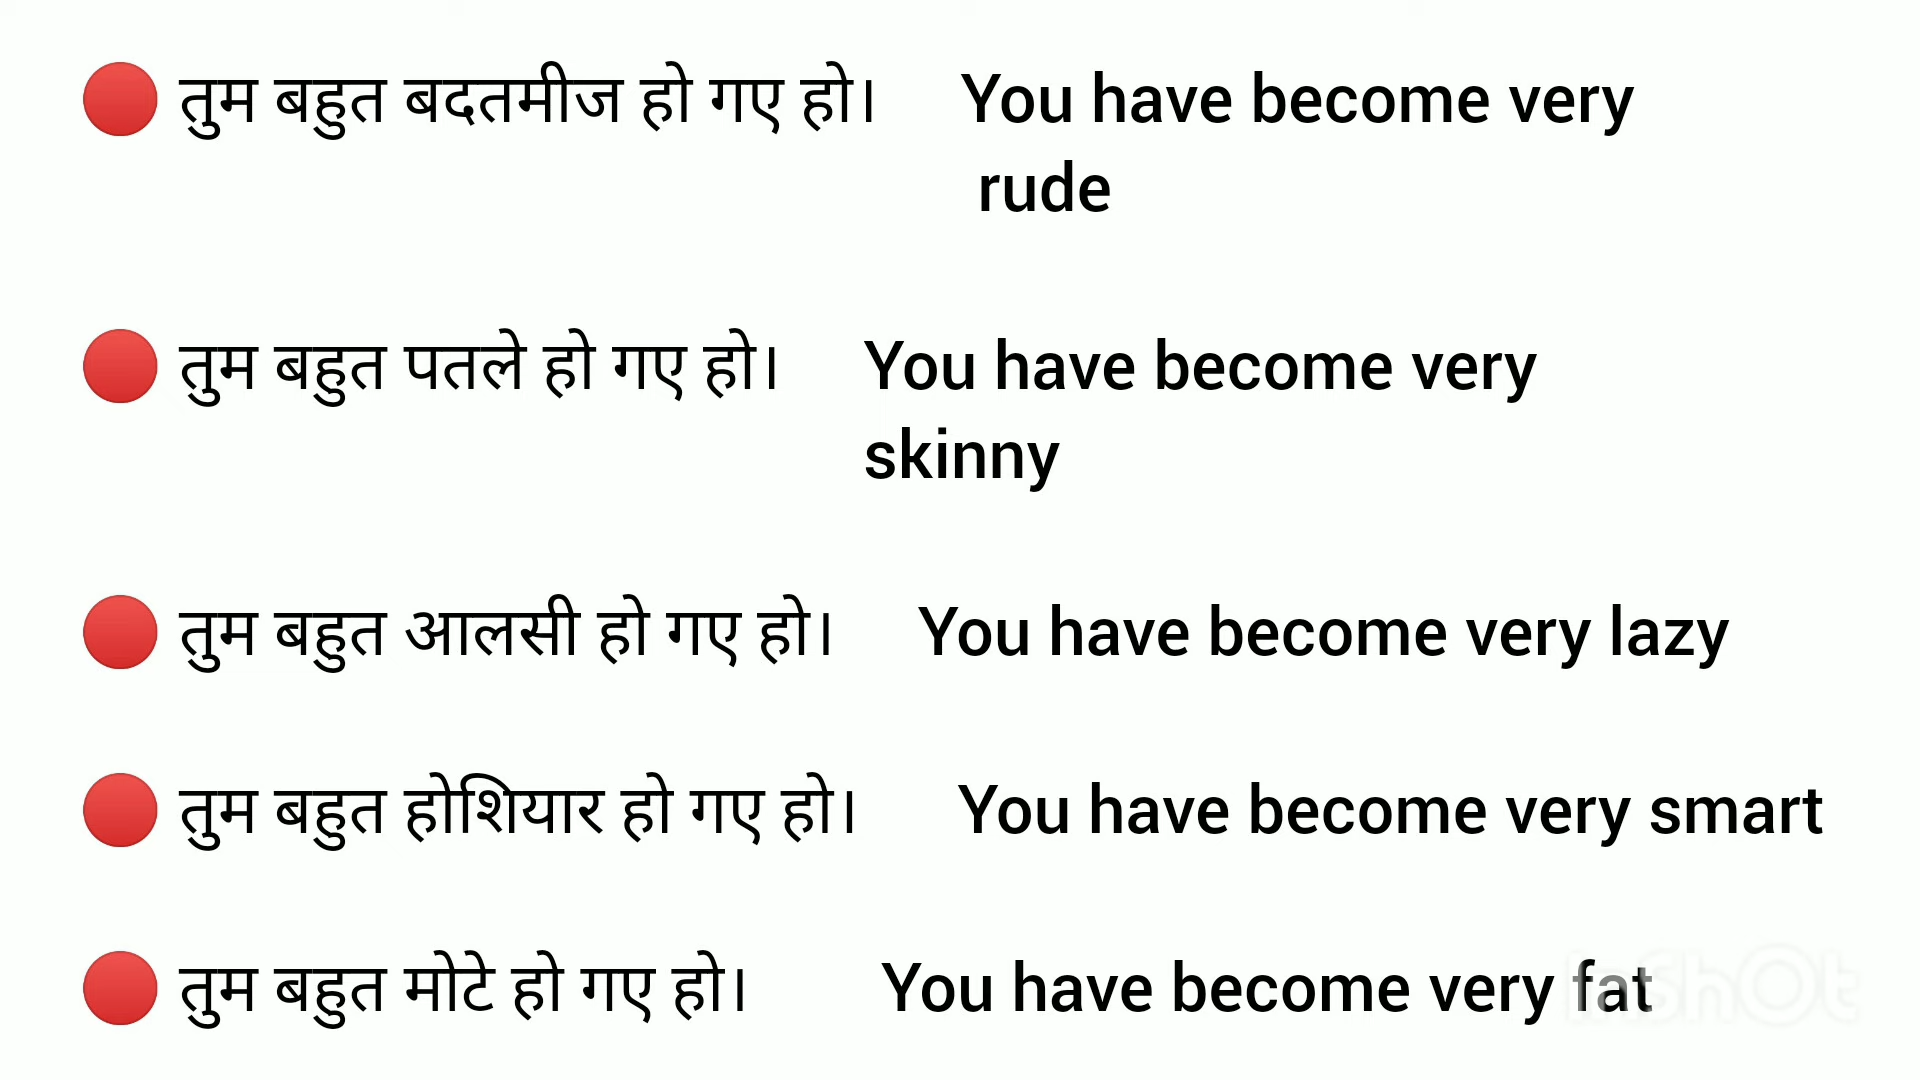 🔴 तुम बहुत बदतमीज हो गए हो। You have become very
rude
🔴 तुम बहुत पतले हो गए हो। You have become very
skinny
🔴 तुम बहुत आलसी हो गए हो। You have become very lazy
🔴 तुम बहुत होशियार हो गए हो। You have become very smart
🔴 तुम बहुत मोटे हो गए हो। You have become very fat
InShOt